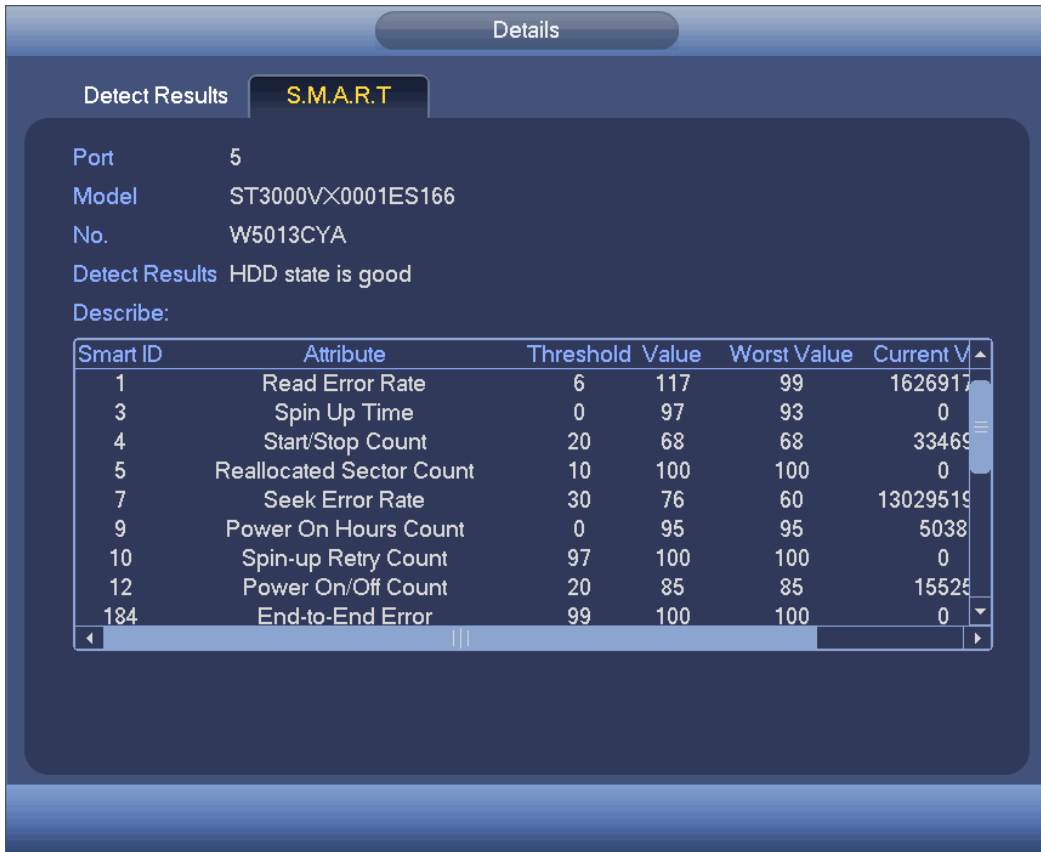 Details
Detect Results S.M.A.R.T
Port 5
Model ST3000VX0001ES166
No. W5013CYA
Detect Results HDD state is good
Describe:
Smart ID Attribute Threshold Value Worst Value Current V
1 Read Error Rate 6 117 99 1626917
3 Spin Up Time 0 97 93 0
4 Start/Stop Count 20 68 68 33469
5 Reallocated Sector Count 10 100 100 0
7 Seek Error Rate 30 76 60 13029519
9 Power On Hours Count 0 95 95 5038
10 Spin-up Retry Count 97 100 100 0
12 Power On/Off Count 20 85 85 15525
184 End-to-End Error 99 100 100 0